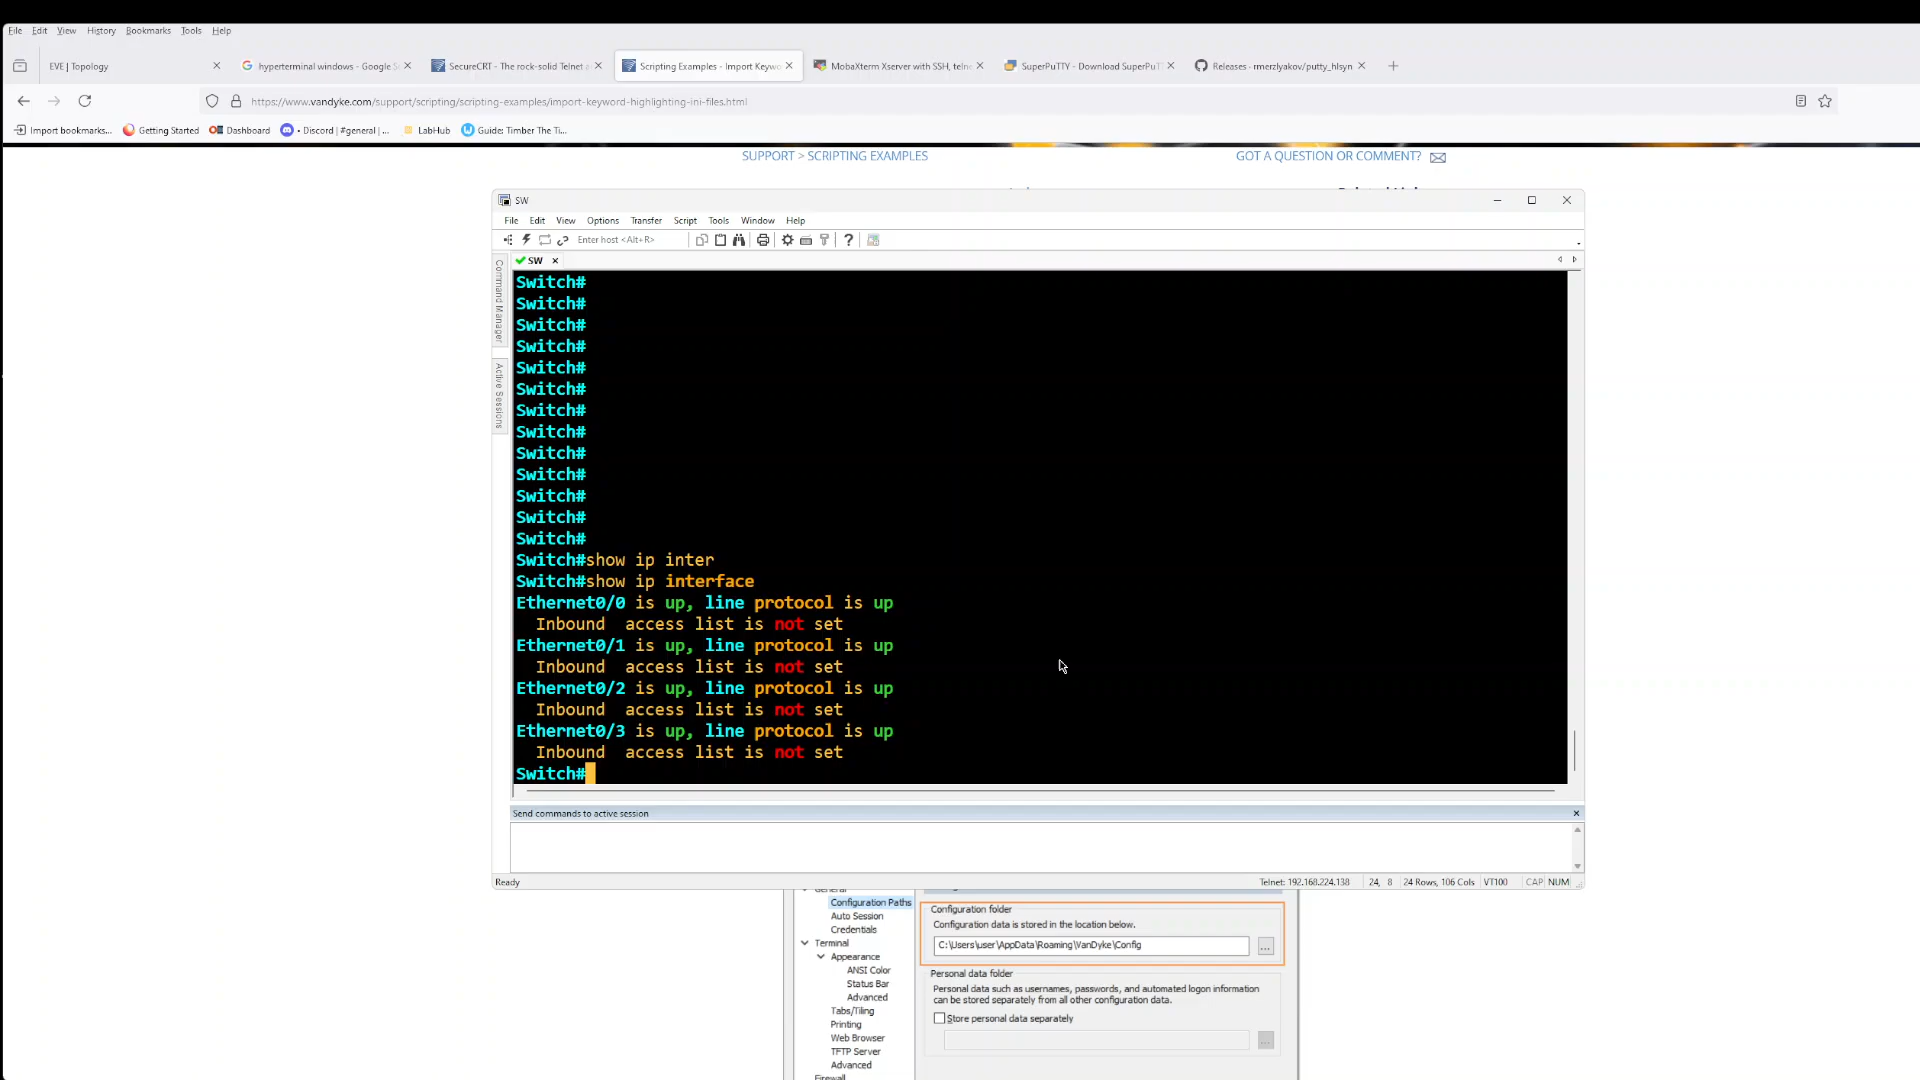 File Edit View History Bookmarks Tools Help
EVE | Topology
hyperterminal windows - Google S
SecureCRT - The rock-solid Telnet a
Scripting Examples - Import Keywo
MobaXterm Xserver with SSH, teln
SuperPuTTY - Download SuperPuT
Releases · rmerzlyakov/putty_hlsyn
https://www.vandyke.com/support/scripting/scripting-examples/import-keyword-highlighting-ini-files.html
Import bookmarks... Getting Started Dashboard • Discord | #general | ... LabHub Guide: Timber The Ti...
SUPPORT > SCRIPTING EXAMPLES
GOT A QUESTION OR COMMENT?
SW
File Edit View Options Transfer Script Tools Window Help
Enter host <Alt+R>
SW
Command Manager
Active Sessions
Switch#
Switch#
Switch#
Switch#
Switch#
Switch#
Switch#
Switch#
Switch#
Switch#
Switch#
Switch#
Switch#
Switch#show ip inter
Switch#show ip interface
Ethernet0/0 is up, line protocol is up
Inbound  access list is not set
Ethernet0/1 is up, line protocol is up
Inbound  access list is not set
Ethernet0/2 is up, line protocol is up
Inbound  access list is not set
Ethernet0/3 is up, line protocol is up
Inbound  access list is not set
Switch#
Send commands to active session
Ready
Telnet: 192.168.224.138 24, 8 24 Rows, 106 Cols VT100 CAP NUM
General
Configuration Paths
Auto Session
Credentials
Terminal
Appearance
ANSI Color
Status Bar
Advanced
Tabs/Tiling
Printing
Web Browser
TFTP Server
Advanced
Firewall
Configuration folder
Configuration data is stored in the location below.
C:\Users\user\AppData\Roaming\VanDyke\Config
...
Personal data folder
Personal data such as usernames, passwords, and automated logon information
can be stored separately from all other configuration data.
Store personal data separately
...